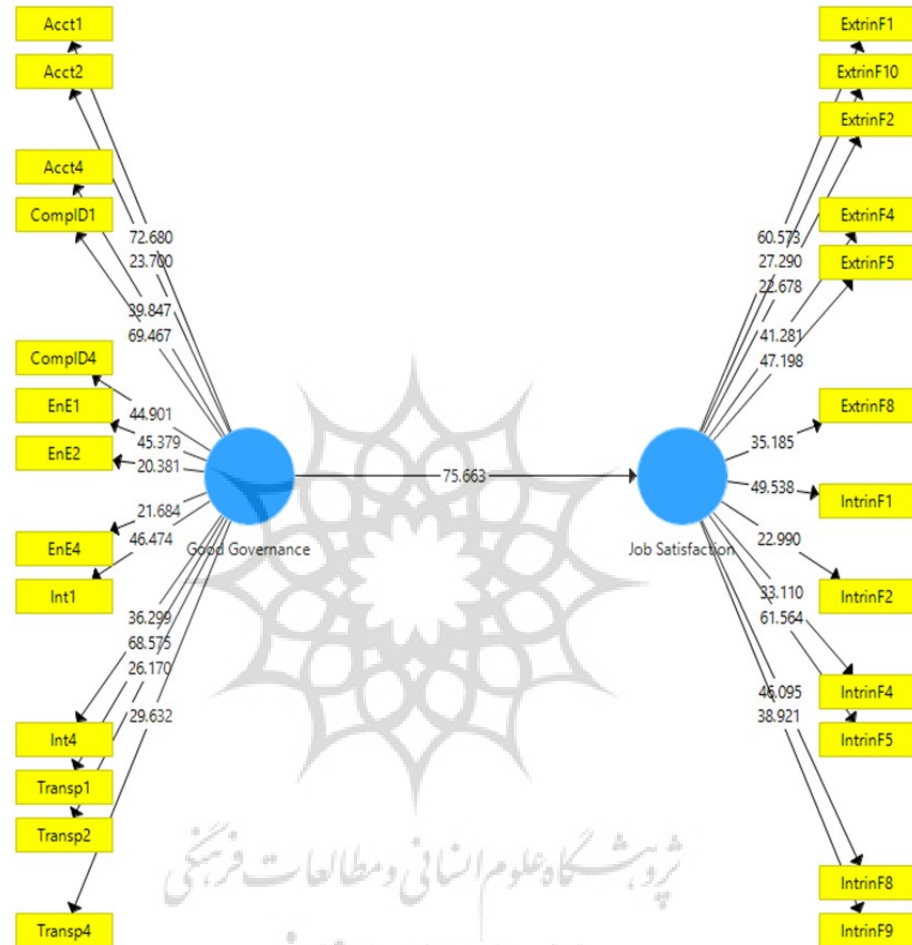 Acct1
Acct2
Acct4
CompID1
CompID4
EnE1
EnE2
EnE4
Int1
Int4
Transp1
Transp2
Transp4
72.680
23.700
39.847
69.467
44.901
45.379
20.381
21.684
46.474
36.299
68.575
26.170
29.632
Good Governance
75.663
Job Satisfaction
60.573
27.290
22.678
41.281
47.198
35.185
49.538
22.990
33.110
61.564
46.095
38.921
ExtrinF1
ExtrinF10
ExtrinF2
ExtrinF4
ExtrinF5
ExtrinF8
IntrinF1
IntrinF2
IntrinF4
IntrinF5
IntrinF8
IntrinF9
پژوهشگاه علوم انسانی و مطالعات فرهنگی